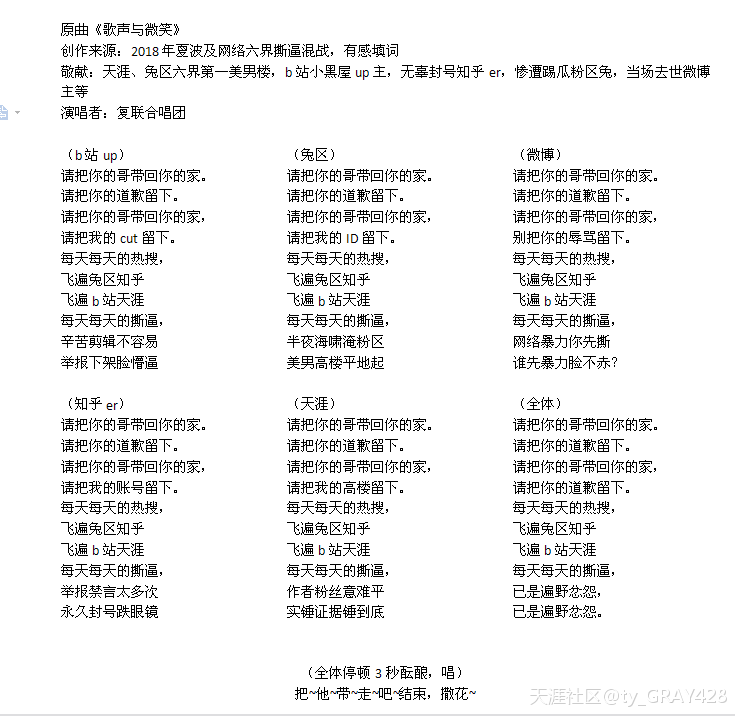 原曲《歌声与微笑》
创作来源：2018年夏波及网络六界撕逼混战，有感填词
敬献：天涯、兔区六界第一美男楼，b站小黑屋up主，无辜封号知乎er，惨遭踢瓜粉区兔，当场去世微博
主等
演唱者：复联合唱团
（b站 up）
请把你的哥带回你的家。
请把你的道歉留下。
请把你的哥带回你的家，
请把我的 cut 留下。
每天每天的热搜，
飞遍兔区知乎
飞遍 b 站天涯
每天每天的撕逼，
辛苦剪辑不容易
举报下架脸懵逼
（兔区）
请把你的哥带回你的家。
请把你的道歉留下。
请把你的哥带回你的家，
请把我的 ID 留下。
每天每天的热搜，
飞遍兔区知乎
飞遍 b 站天涯
每天每天的撕逼，
半夜海啸淹粉区
美男高楼平地起
（微博）
请把你的哥带回你的家。
请把你的道歉留下。
请把你的哥带回你的家，
别把你的辱骂留下。
每天每天的热搜，
飞遍兔区知乎
飞遍 b 站天涯
每天每天的撕逼，
网络暴力你先撕
谁先暴力脸不赤？
（知乎 er）
请把你的哥带回你的家。
请把你的道歉留下。
请把你的哥带回你的家，
请把我的账号留下。
每天每天的热搜，
飞遍兔区知乎
飞遍 b 站天涯
每天每天的撕逼，
举报禁言太多次
永久封号跌眼镜
（天涯）
请把你的哥带回你的家。
请把你的道歉留下。
请把你的哥带回你的家，
请把我的高楼留下。
每天每天的热搜，
飞遍兔区知乎
飞遍 b 站天涯
每天每天的撕逼，
作者粉丝意难平
实锤证据锤到底
（全体）
请把你的哥带回你的家。
请把你的道歉留下。
请把你的哥带回你的家，
请把你的道歉留下。
每天每天的热搜，
飞遍兔区知乎
飞遍 b 站天涯
每天每天的撕逼，
已是遍野忿怨，
已是遍野忿怨。
（全体停顿 3 秒酝酿，唱）
把~他~带~走~吧~结束，撒花~
天涯社区@ty_GRAY428